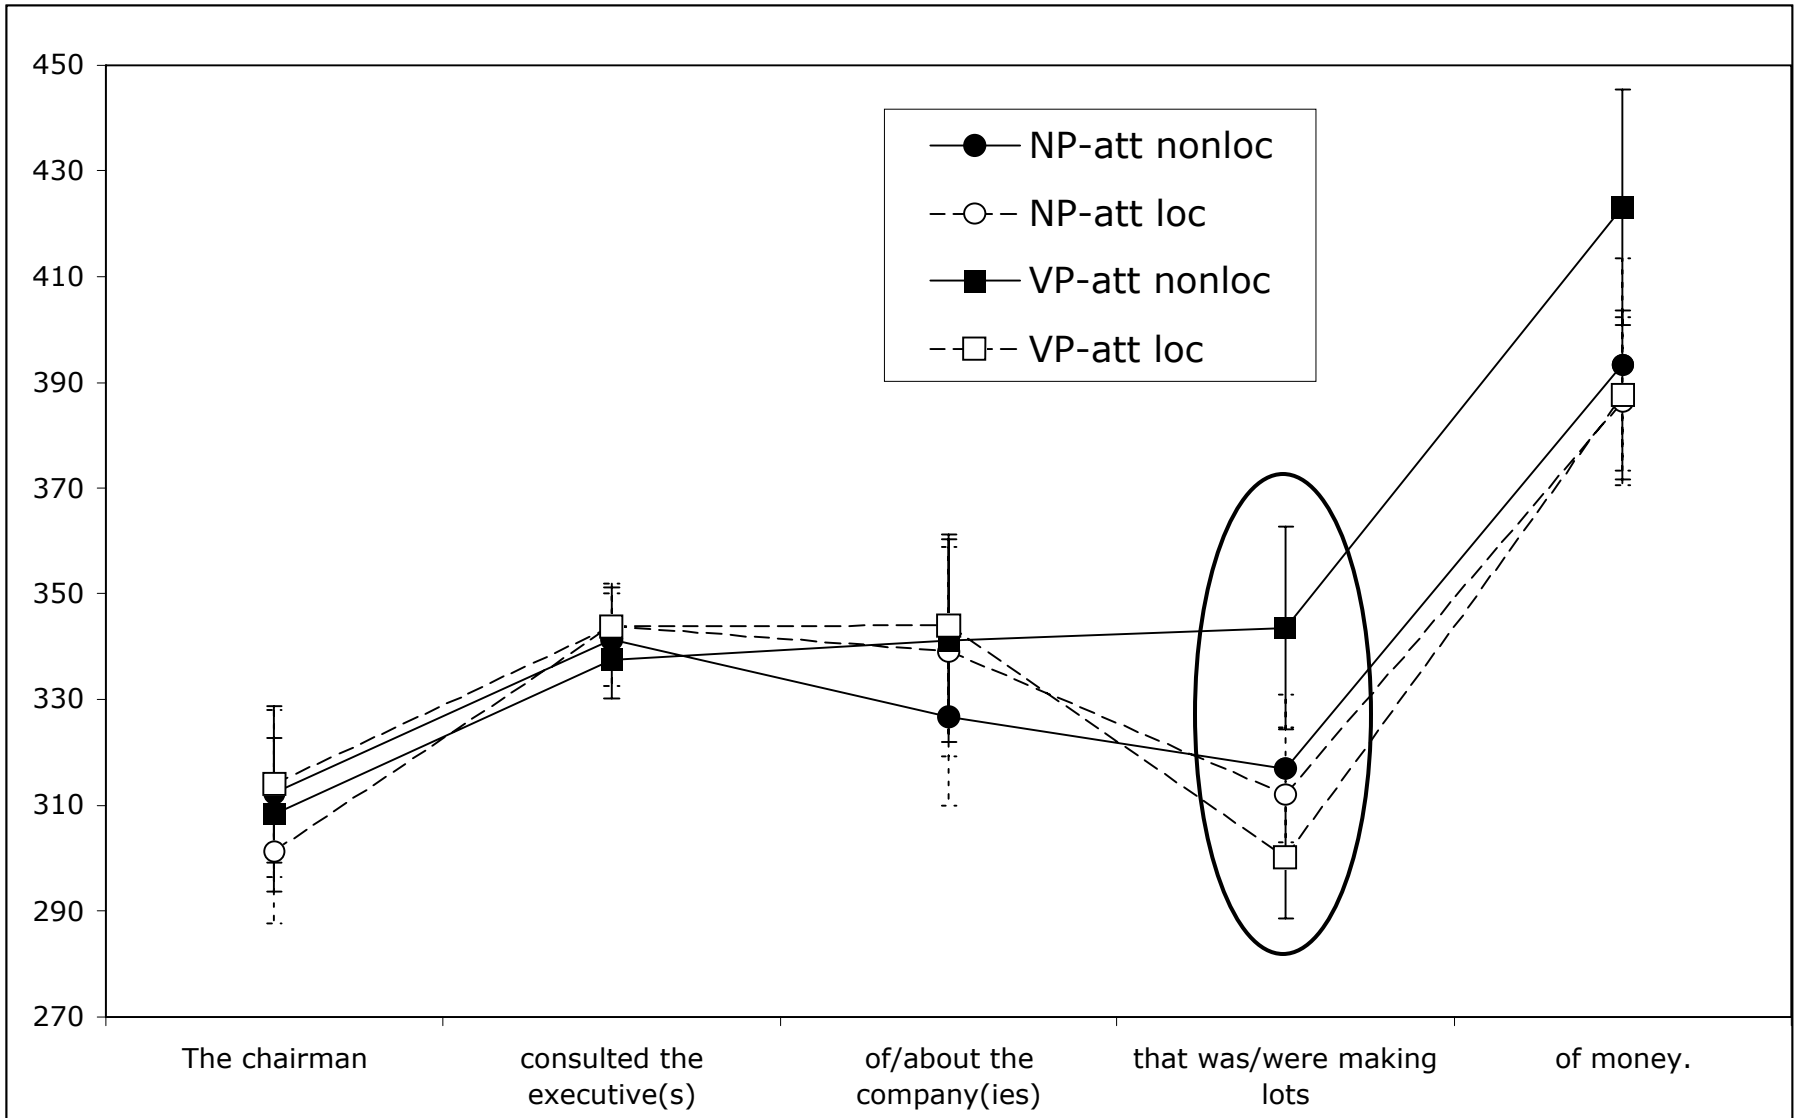 450
430
410
390
370
350
330
310
290
270
NP-att nonloc
NP-att loc
VP-att nonloc
VP-att loc
The chairman
consulted the
executive(s)
of/about the
company(ies)
that was/were making
lots
of money.